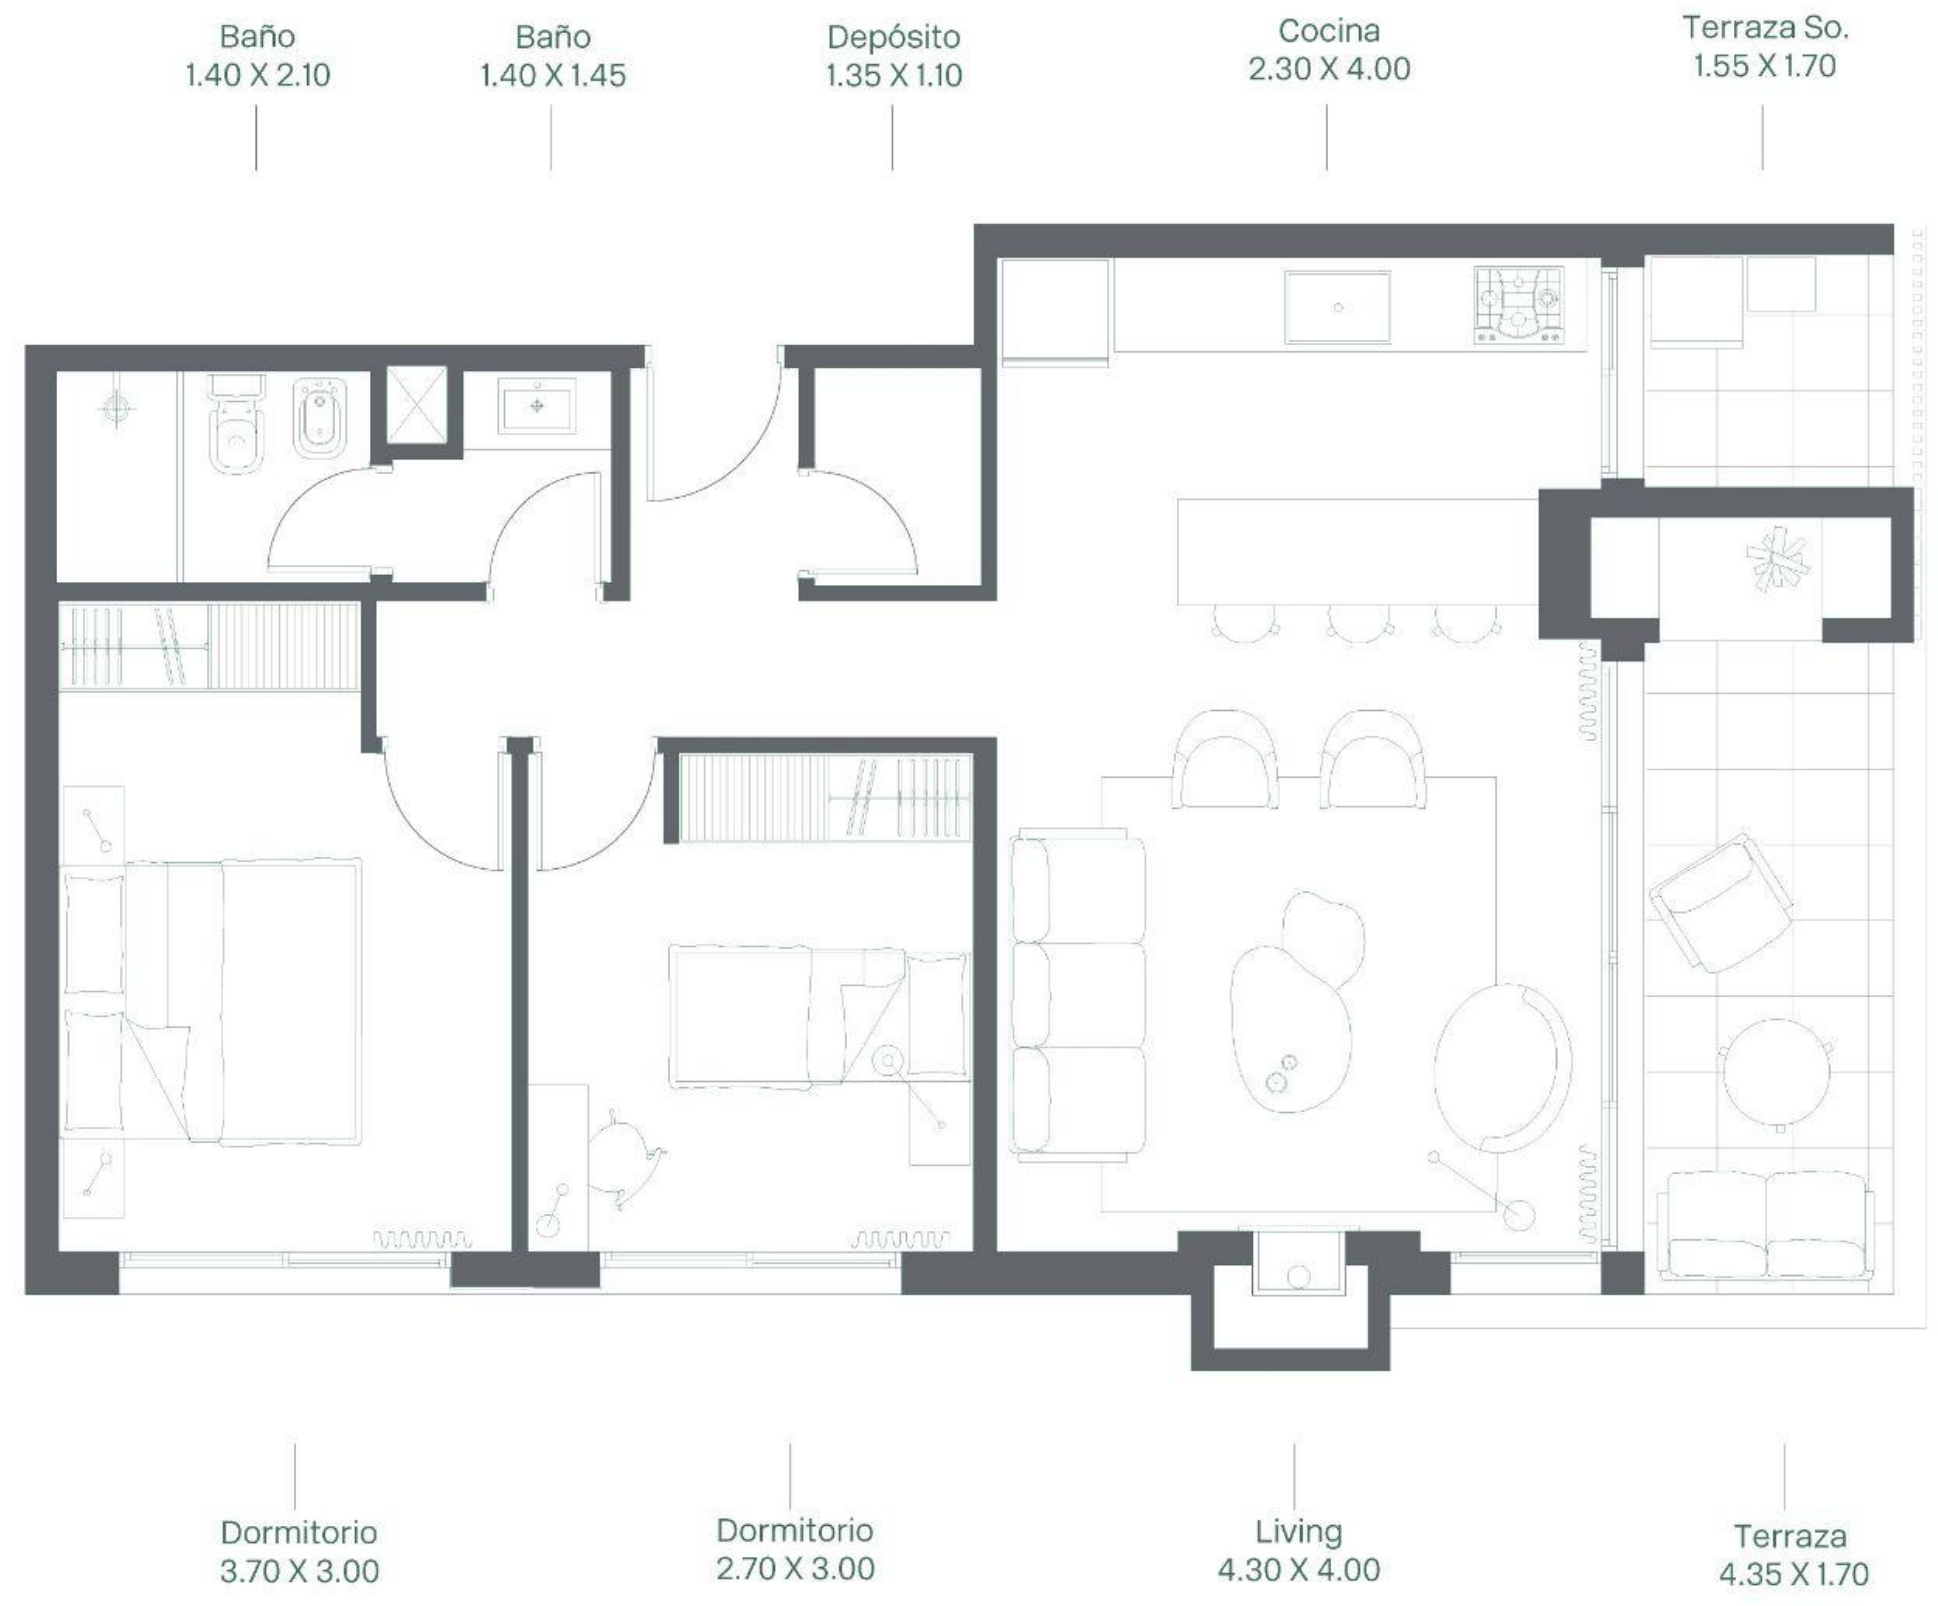 Baño
1.40 X 2.10
Baño
1.40 X 1.45
Depósito
1.35 X 1.10
Cocina
2.30 X 4.00
Terraza So.
1.55 X 1.70
Dormitorio
3.70 X 3.00
Dormitorio
2.70 X 3.00
Living
4.30 X 4.00
Terraza
4.35 X 1.70